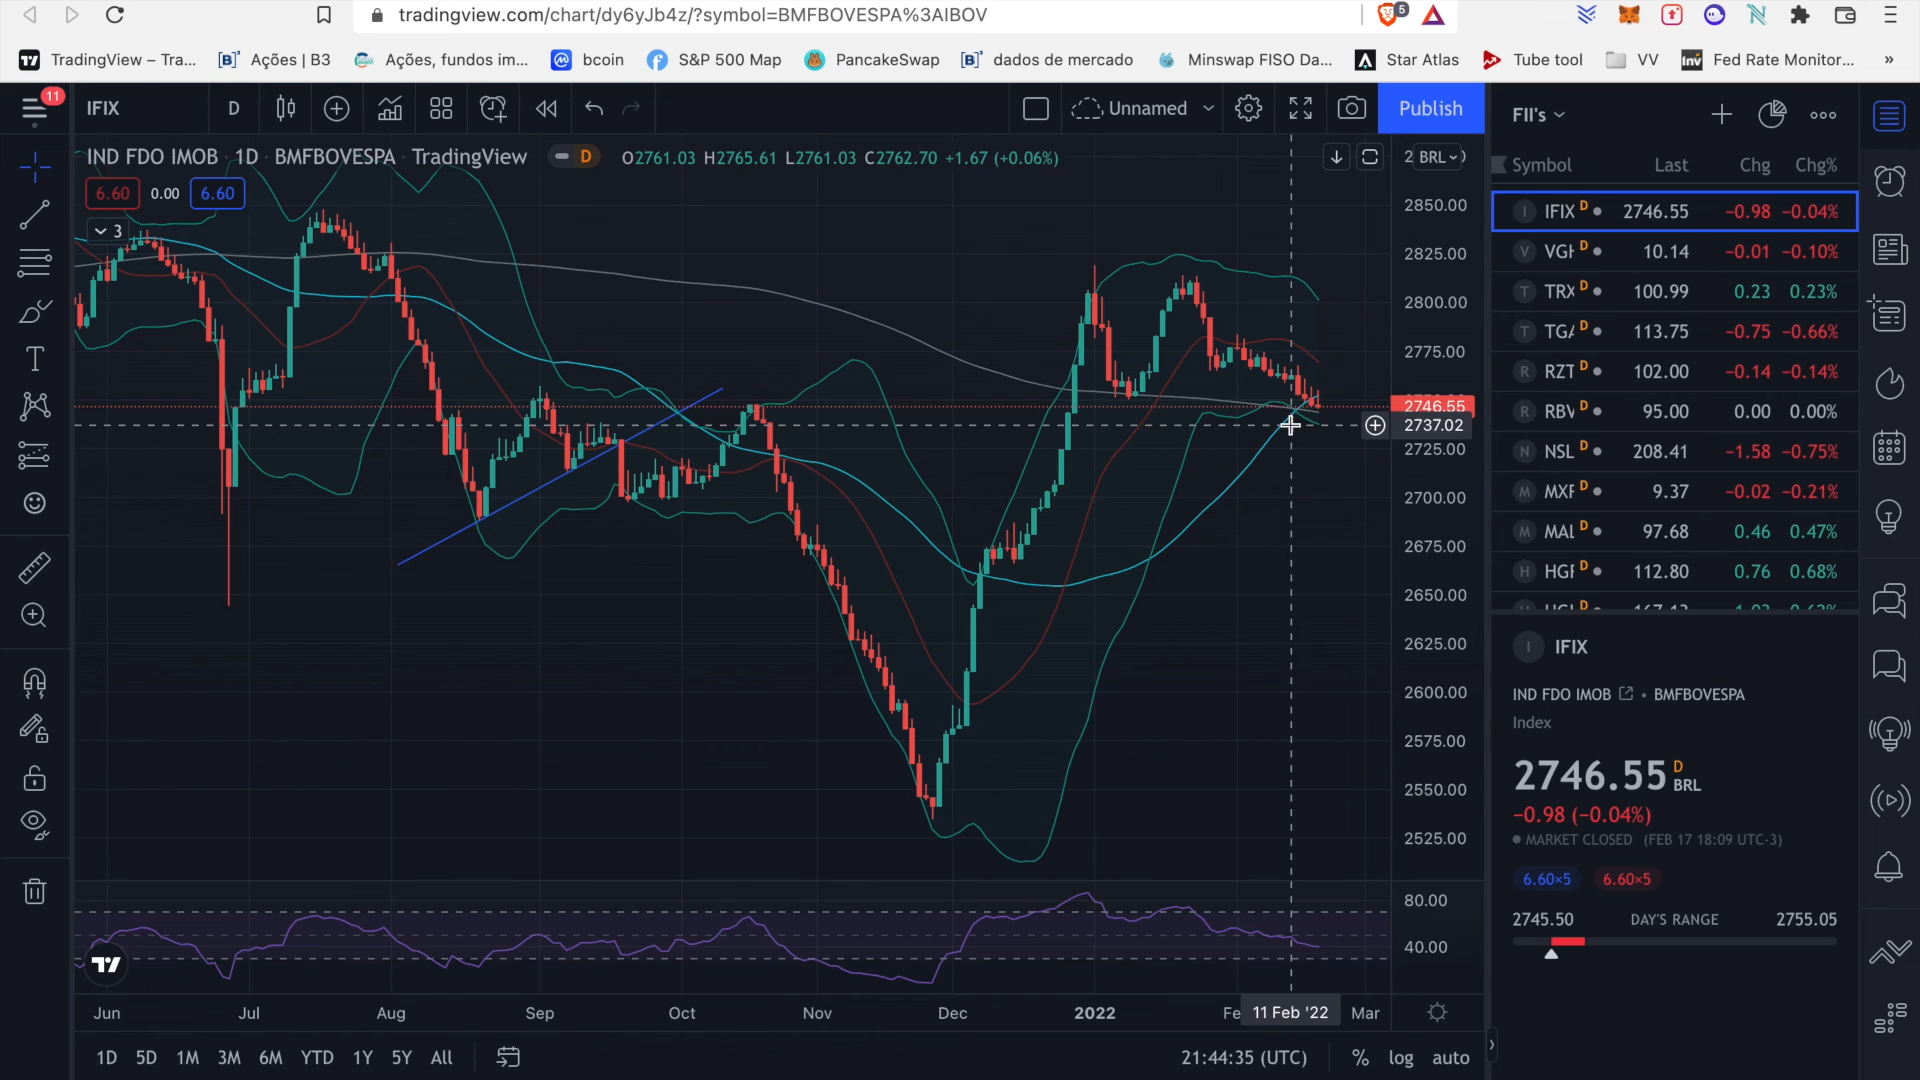 tradingview.com/chart/dy6yJb4z/?symbol=BMFBOVESPA%3AIBOV
5
TradingView – Tra...
Ações | B3
Ações, fundos im...
bcoin
S&P 500 Map
PancakeSwap
dados de mercado
Minswap FISO Da...
Star Atlas
Tube tool
VV
Fed Rate Monitor...
»
11
IFIX
D
Unnamed
Publish
IND FDO IMOB · 1D · BMFBOVESPA · TradingView
D
O2761.03 H2765.61 L2761.03 C2762.70 +1.67 (+0.06%)
6.60 0.00 6.60
3
BRL
2850.00
2825.00
2800.00
2775.00
2746.55
2737.02
2725.00
2700.00
2675.00
2650.00
2625.00
2600.00
2575.00
2550.00
2525.00
80.00
40.00
Jun Jul Aug Sep Oct Nov Dec 2022 Fe 11 Feb '22 Mar
1D 5D 1M 3M 6M YTD 1Y 5Y All
21:44:35 (UTC) % log auto
FII's
Symbol Last Chg Chg%
I IFIX D 2746.55 −0.98 −0.04%
V VGH D 10.14 −0.01 −0.10%
T TRX D 100.99 0.23 0.23%
T TGA D 113.75 −0.75 −0.66%
R RZT D 102.00 −0.14 −0.14%
R RBV D 95.00 0.00 0.00%
N NSL D 208.41 −1.58 −0.75%
M MXF D 9.37 −0.02 −0.21%
M MAL D 97.68 0.46 0.47%
H HGF D 112.80 0.76 0.68%
I IFIX
IND FDO IMOB • BMFBOVESPA
Index
2746.55 D BRL
−0.98 (−0.04%)
MARKET CLOSED (FEB 17 18:09 UTC-3)
6.60×5 6.60×5
2745.50 DAY'S RANGE 2755.05